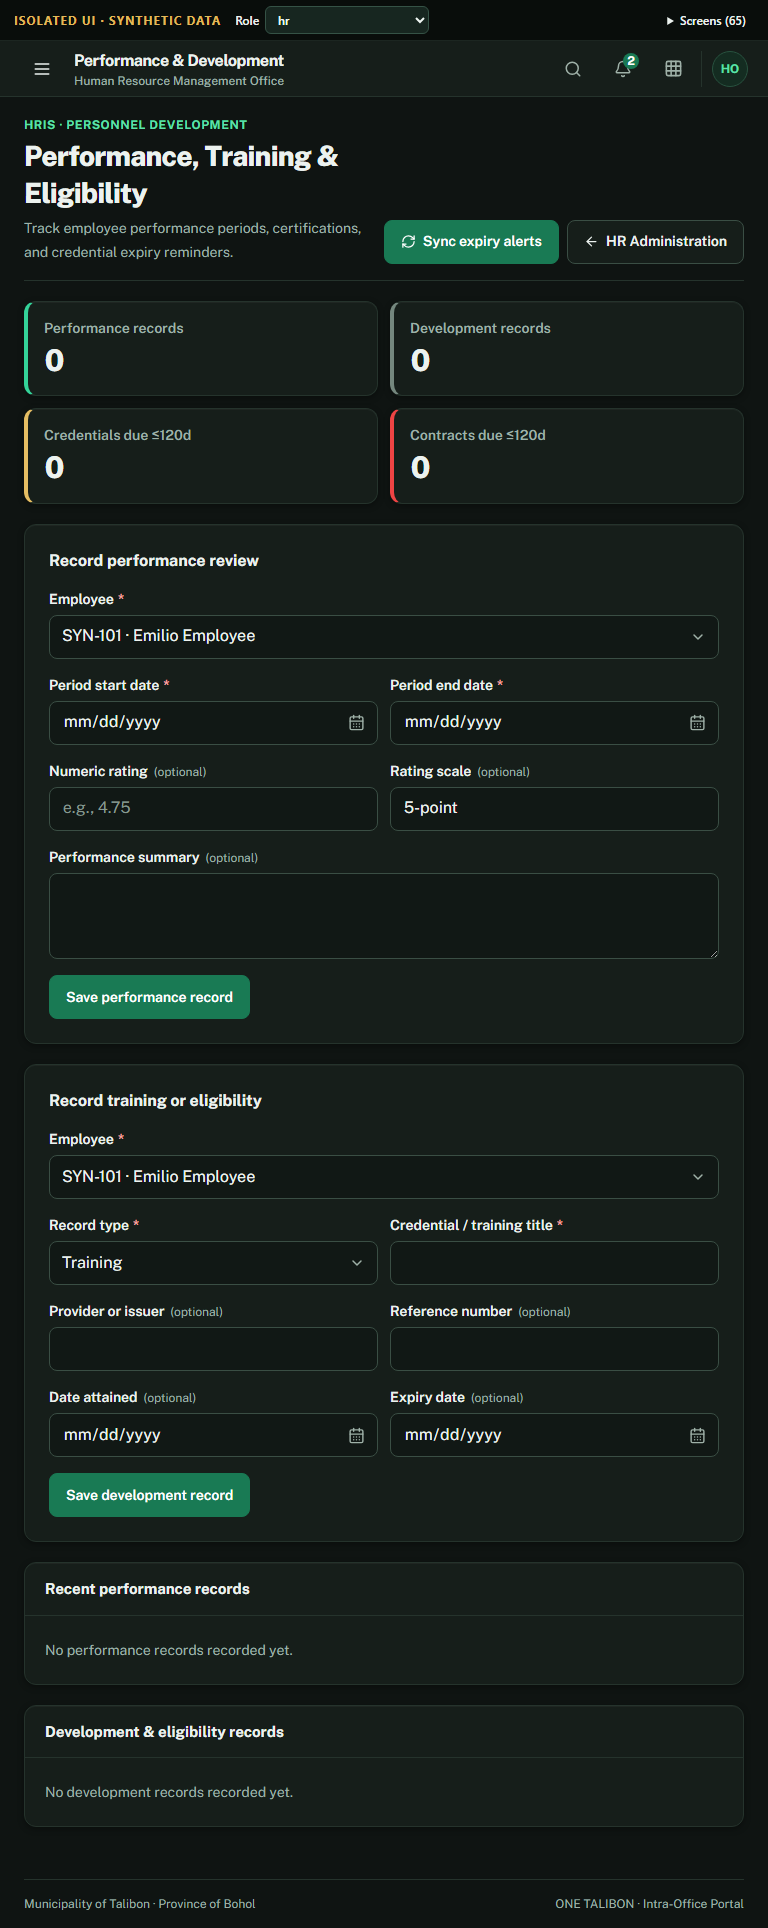 ISOLATED UI · SYNTHETIC DATA Role hr Screens (65)
Performance & Development
Human Resource Management Office
2
HO
HRIS · PERSONNEL DEVELOPMENT
Performance, Training &
Eligibility
Track employee performance periods, certifications,
and credential expiry reminders.
Sync expiry alerts
HR Administration
Performance records
0
Development records
0
Credentials due ≤120d
0
Contracts due ≤120d
0
Record performance review
Employee *
SYN-101 · Emilio Employee
Period start date * Period end date *
mm/dd/yyyy mm/dd/yyyy
Numeric rating (optional) Rating scale (optional)
e.g., 4.75 5-point
Performance summary (optional)
Save performance record
Record training or eligibility
Employee *
SYN-101 · Emilio Employee
Record type * Credential / training title *
Training
Provider or issuer (optional) Reference number (optional)
Date attained (optional) Expiry date (optional)
mm/dd/yyyy mm/dd/yyyy
Save development record
Recent performance records
No performance records recorded yet.
Development & eligibility records
No development records recorded yet.
Municipality of Talibon · Province of Bohol ONE TALIBON · Intra-Office Portal